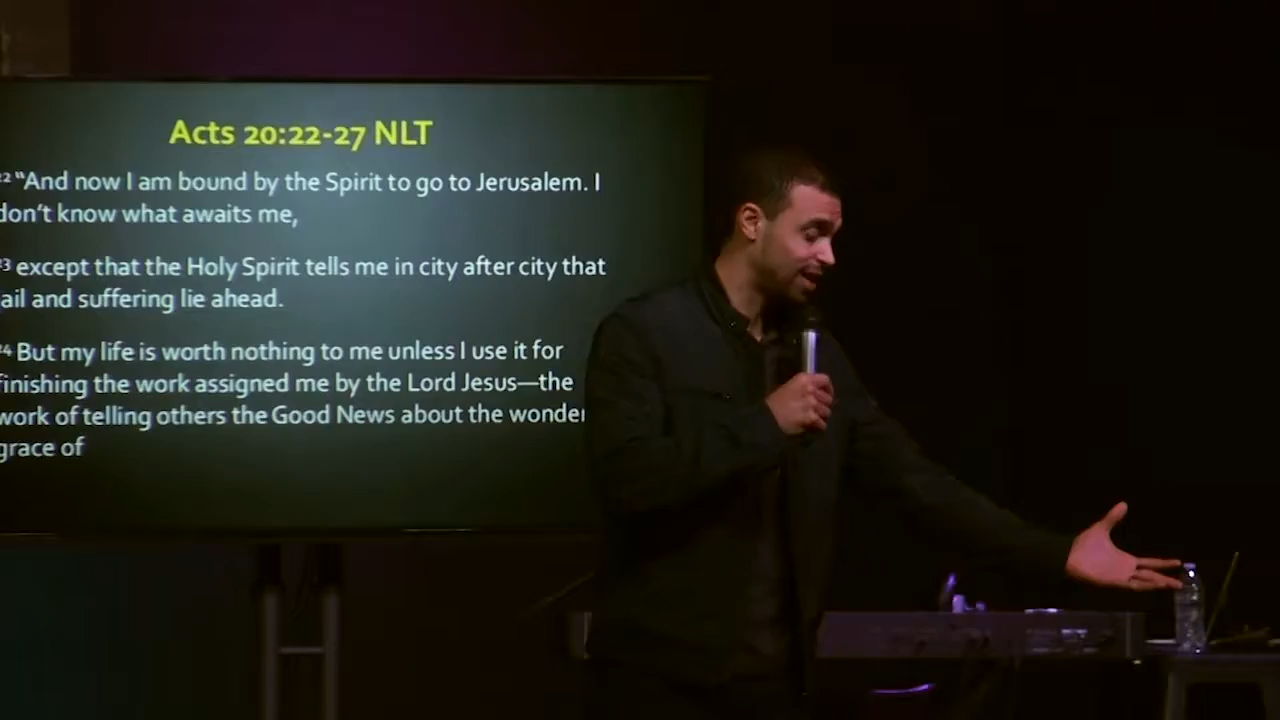 Acts 20:22-27 NLT
22 “And now I am bound by the Spirit to go to Jerusalem. I
don’t know what awaits me,
except that the Holy Spirit tells me in city after city that
ail and suffering lie ahead.
But my life is worth nothing to me unless I use it for
finishing the work assigned me by the Lord Jesus—the
work of telling others the Good News about the wonder
grace of